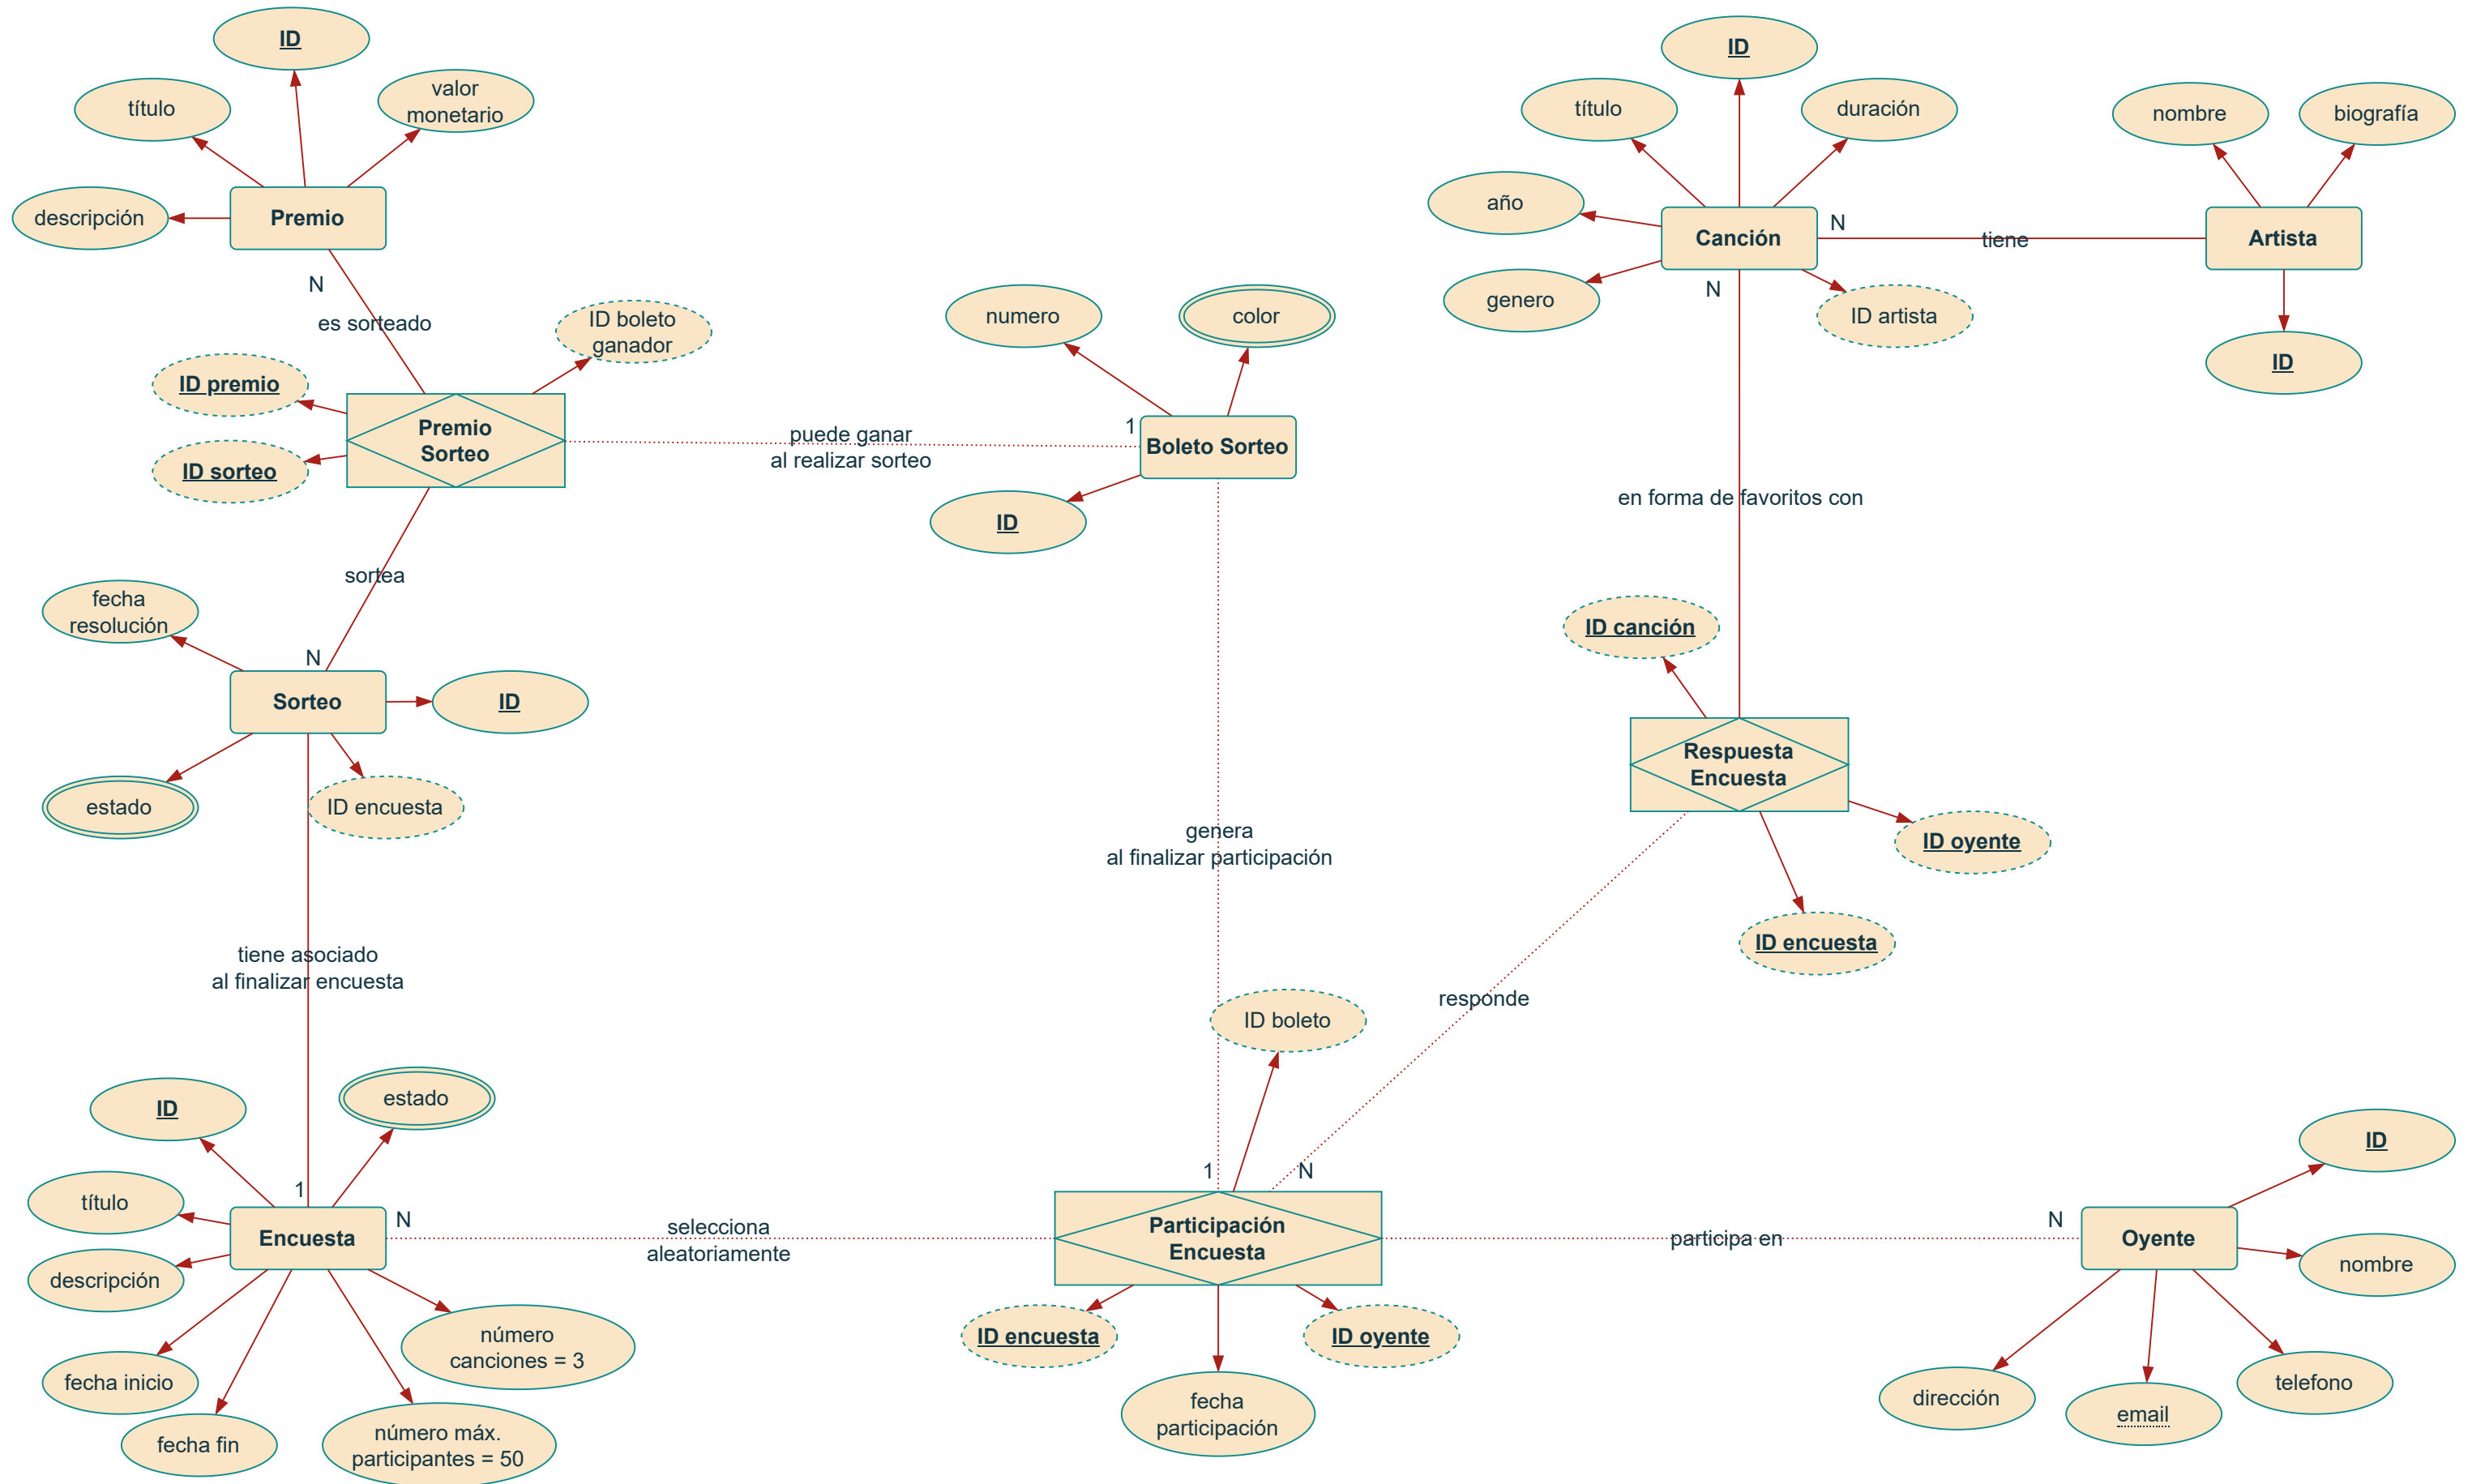 ID
título
valor
monetario
descripción
Premio
N
es sorteado
ID boleto
ganador
ID premio
Premio
Sorteo
ID sorteo
puede ganar
al realizar sorteo
1
numero
color
Boleto Sorteo
ID
ID
título
duración
año
Canción
N
genero
N
ID artista
tiene
nombre
biografía
Artista
ID
en forma de favoritos con
sortea
fecha
resolución
N
Sorteo
ID
estado
ID encuesta
ID canción
Respuesta
Encuesta
ID oyente
ID encuesta
genera
al finalizar participación
responde
tiene asociado
al finalizar encuesta
ID boleto
ID
estado
título
1
N
Encuesta
descripción
selecciona
aleatoriamente
fecha inicio
fecha fin
número
canciones = 3
número máx.
participantes = 50
1
N
Participación
Encuesta
ID encuesta
ID oyente
fecha
participación
participa en
N
Oyente
ID
nombre
dirección
email
telefono